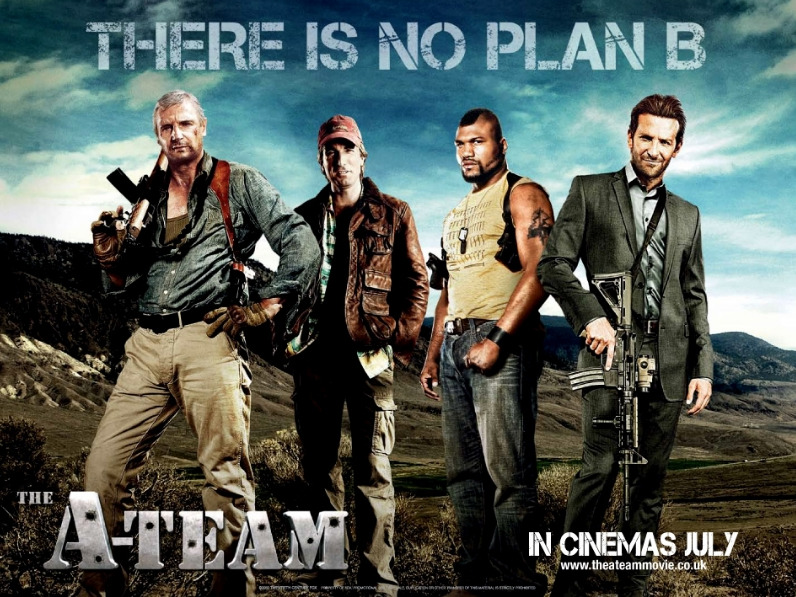 THERE IS NO PLAN B
THE
A-TEAM
IN CINEMAS JULY
www.theateammovie.co.uk